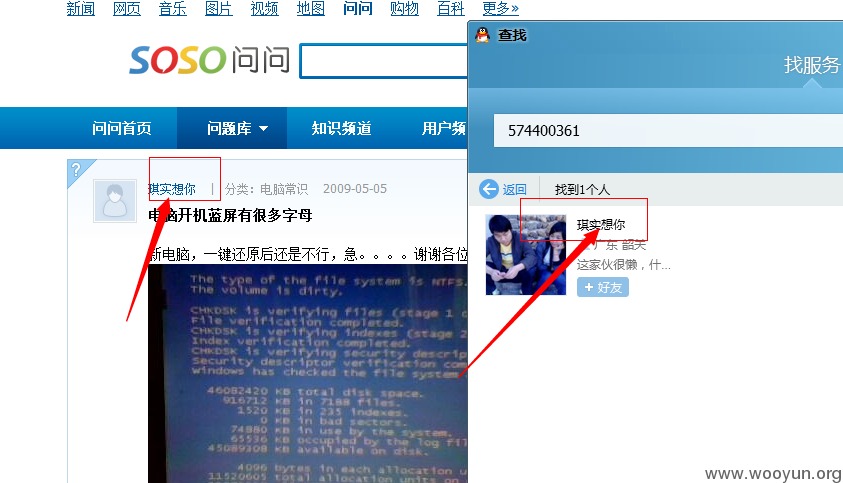 新闻 网页 音乐 图片 视频 地图 问问 购物 百科 更多»
SOSO 问问
问问首页 问题库 知识频道 用户频
?
琪实想你 | 分类：电脑常识 2009-05-05
电脑开机蓝屏有很多字母
新电脑，一键还原后还是不行，急。。。。谢谢各位
The type of the file system is NTFS.
The volume is dirty.
CHKDSK is verifying files (stage 1
File verification completed.
CHKDSK is verifying indexes (stage 2
Index verification completed.
CHKDSK is verifying security descrip
Security descriptor verification com
Windows has checked the file system
46082420 KB total disk space.
916712 KB in 7188 files.
1520 KB in 235 indexes.
0 KB in bad sectors.
74880 KB in use by the system.
65536 KB occupied by the log fil
45089308 KB available on disk.
4096 bytes in each allocation u
11520605 total allocation units on
查找
找服务
574400361
返回 找到1个人
琪实想你
广东 韶关
这家伙很懒，什...
+ 好友
www.wooyun.org